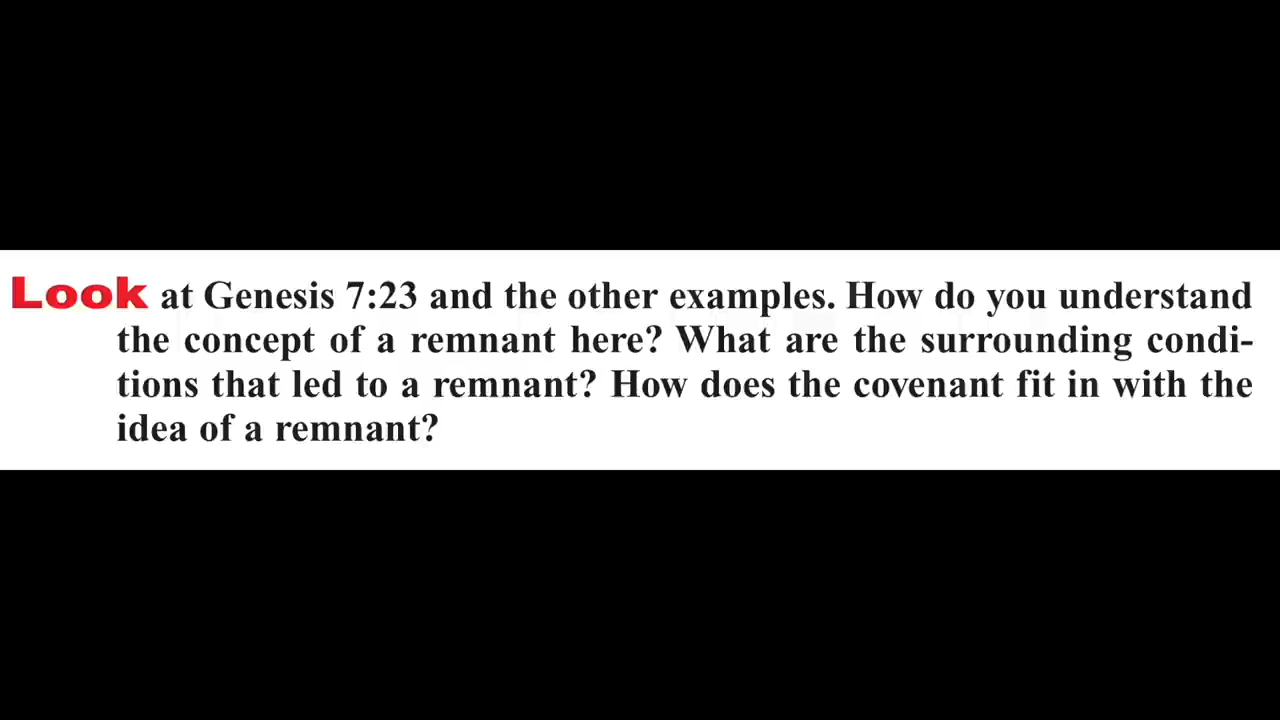 Look at Genesis 7:23 and the other examples. How do you understand
the concept of a remnant here? What are the surrounding condi-
tions that led to a remnant? How does the covenant fit in with the
idea of a remnant?